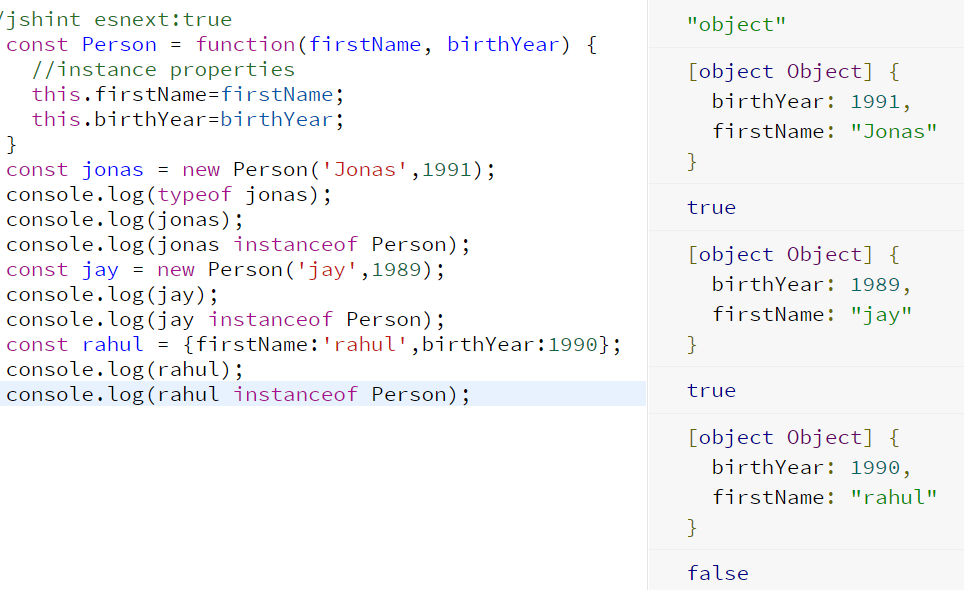 /jshint esnext:true
const Person = function(firstName, birthYear) {
//instance properties
this.firstName=firstName;
this.birthYear=birthYear;
}
const jonas = new Person('Jonas',1991);
console.log(typeof jonas);
console.log(jonas);
console.log(jonas instanceof Person);
const jay = new Person('jay',1989);
console.log(jay);
console.log(jay instanceof Person);
const rahul = {firstName:'rahul',birthYear:1990};
console.log(rahul);
console.log(rahul instanceof Person);
"object"
[object Object] {
birthYear: 1991,
firstName: "Jonas"
}
true
[object Object] {
birthYear: 1989,
firstName: "jay"
}
true
[object Object] {
birthYear: 1990,
firstName: "rahul"
}
false